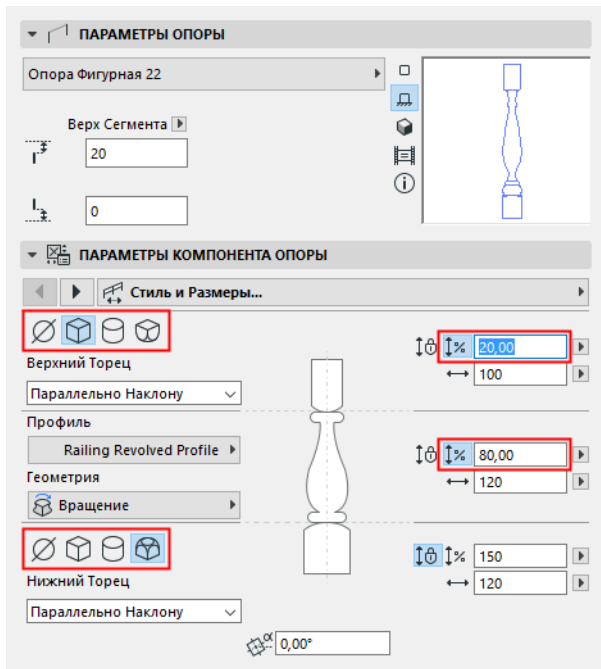 ПАРАМЕТРЫ ОПОРЫ
Опора Фигурная 22
Верх Сегмента
20
0
ПАРАМЕТРЫ КОМПОНЕНТА ОПОРЫ
Стиль и Размеры...
% 20,00
Верхний Торец
100
Параллельно Наклону
Профиль
Railing Revolved Profile
% 80,00
Геометрия
120
Вращение
% 150
Нижний Торец
120
Параллельно Наклону
α 0,00°